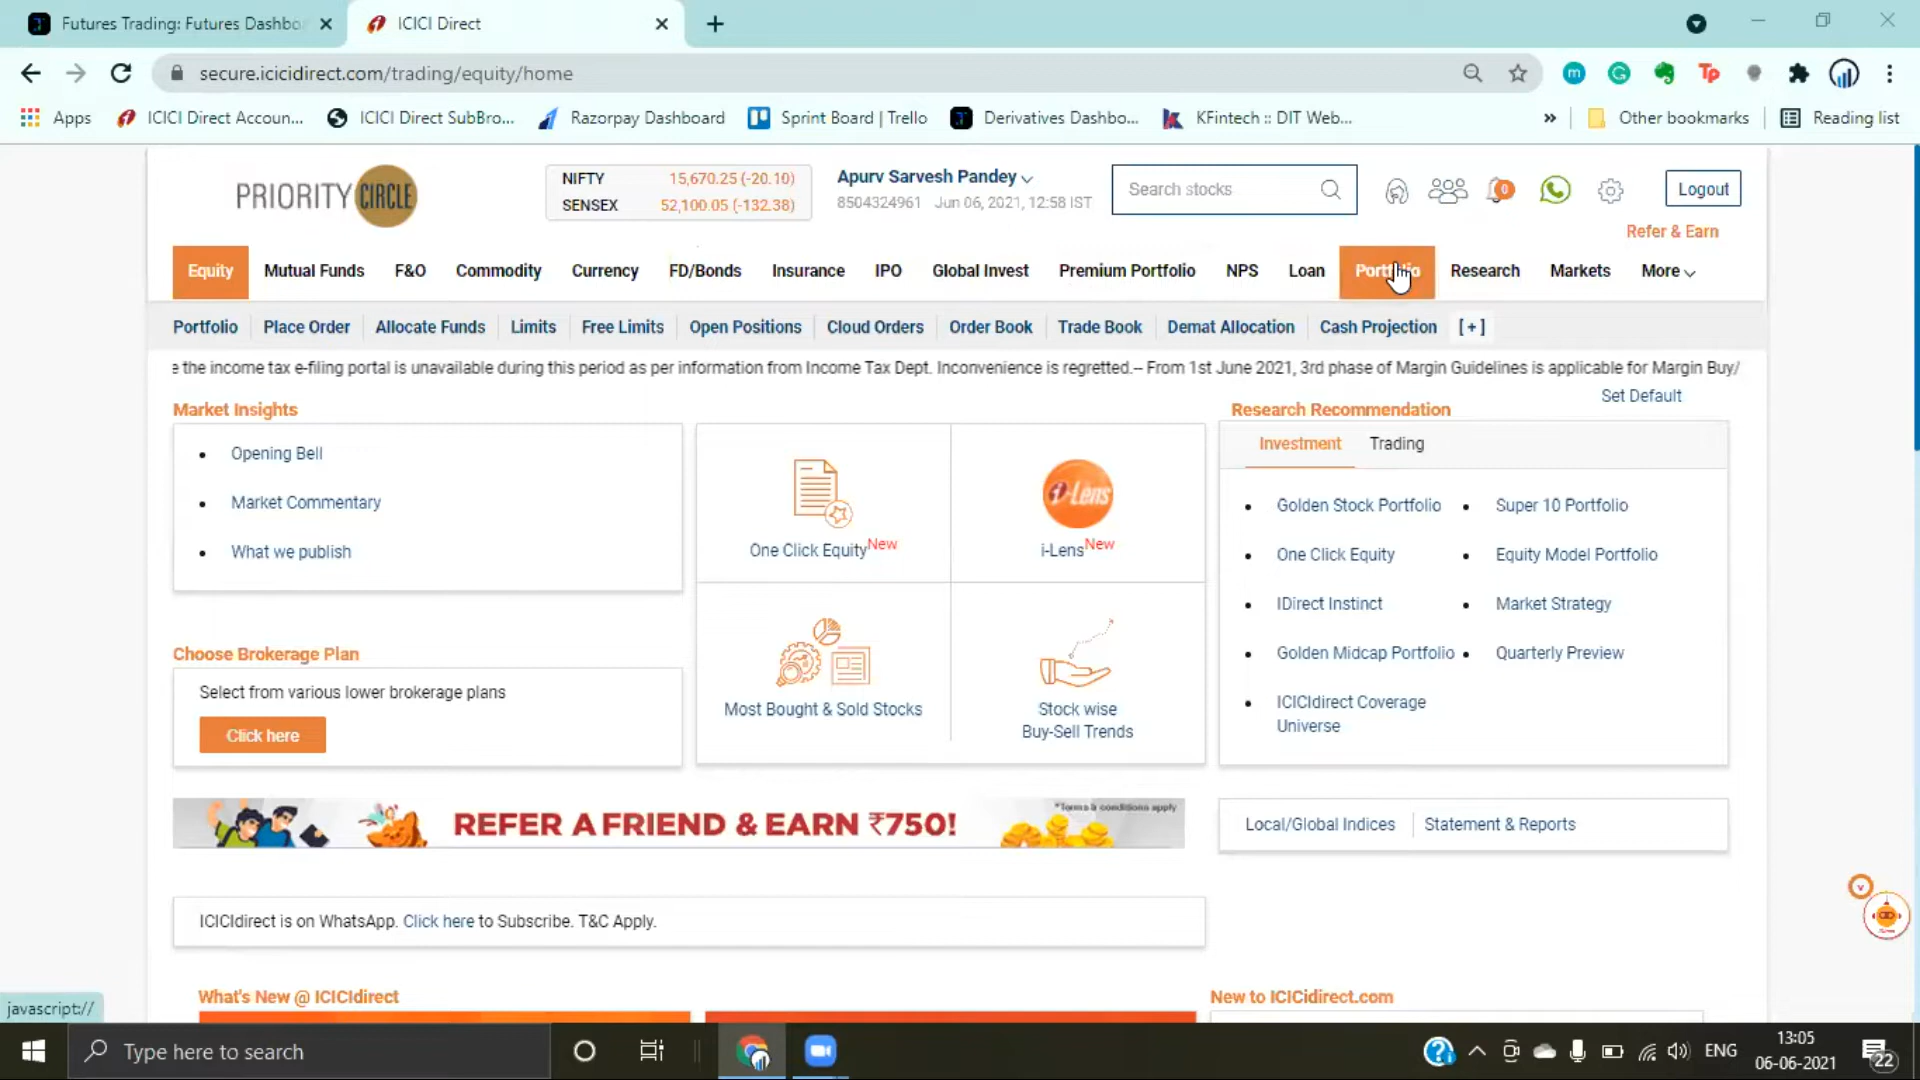 Futures Trading: Futures Dashbo
ICICI Direct
secure.icicidirect.com/trading/equity/home
Apps
ICICI Direct Accoun...
ICICI Direct SubBro...
Razorpay Dashboard
Sprint Board | Trello
Derivatives Dashbo...
KFintech :: DIT Web...
»
Other bookmarks
Reading list
PRIORITY CIRCLE
NIFTY 15,670.25 (-20.10)
SENSEX 52,100.05 (-132.38)
Apurv Sarvesh Pandey
8504324961 Jun 06, 2021, 12:58 IST
Search stocks
0
Logout
Refer & Earn
Equity Mutual Funds F&O Commodity Currency FD/Bonds Insurance IPO Global Invest Premium Portfolio NPS Loan Portfolio Research Markets More
Portfolio Place Order Allocate Funds Limits Free Limits Open Positions Cloud Orders Order Book Trade Book Demat Allocation Cash Projection [+]
e the income tax e-filing portal is unavailable during this period as per information from Income Tax Dept. Inconvenience is regretted.-- From 1st June 2021, 3rd phase of Margin Guidelines is applicable for Margin Buy/
Set Default
Market Insights
Opening Bell
Market Commentary
What we publish
Choose Brokerage Plan
Select from various lower brokerage plans
Click here
One Click Equity New
i-Lens
i-Lens New
Most Bought & Sold Stocks
Stock wise
Buy-Sell Trends
Research Recommendation
Investment Trading
Golden Stock Portfolio
Super 10 Portfolio
One Click Equity
Equity Model Portfolio
IDirect Instinct
Market Strategy
Golden Midcap Portfolio
Quarterly Preview
ICICIdirect Coverage
Universe
REFER A FRIEND & EARN ₹750!
*Terms & conditions apply
Local/Global Indices Statement & Reports
ICICIdirect is on WhatsApp. Click here to Subscribe. T&C Apply.
What's New @ ICICIdirect
New to ICICidirect.com
javascript://
Type here to search
ENG
13:05
06-06-2021
22